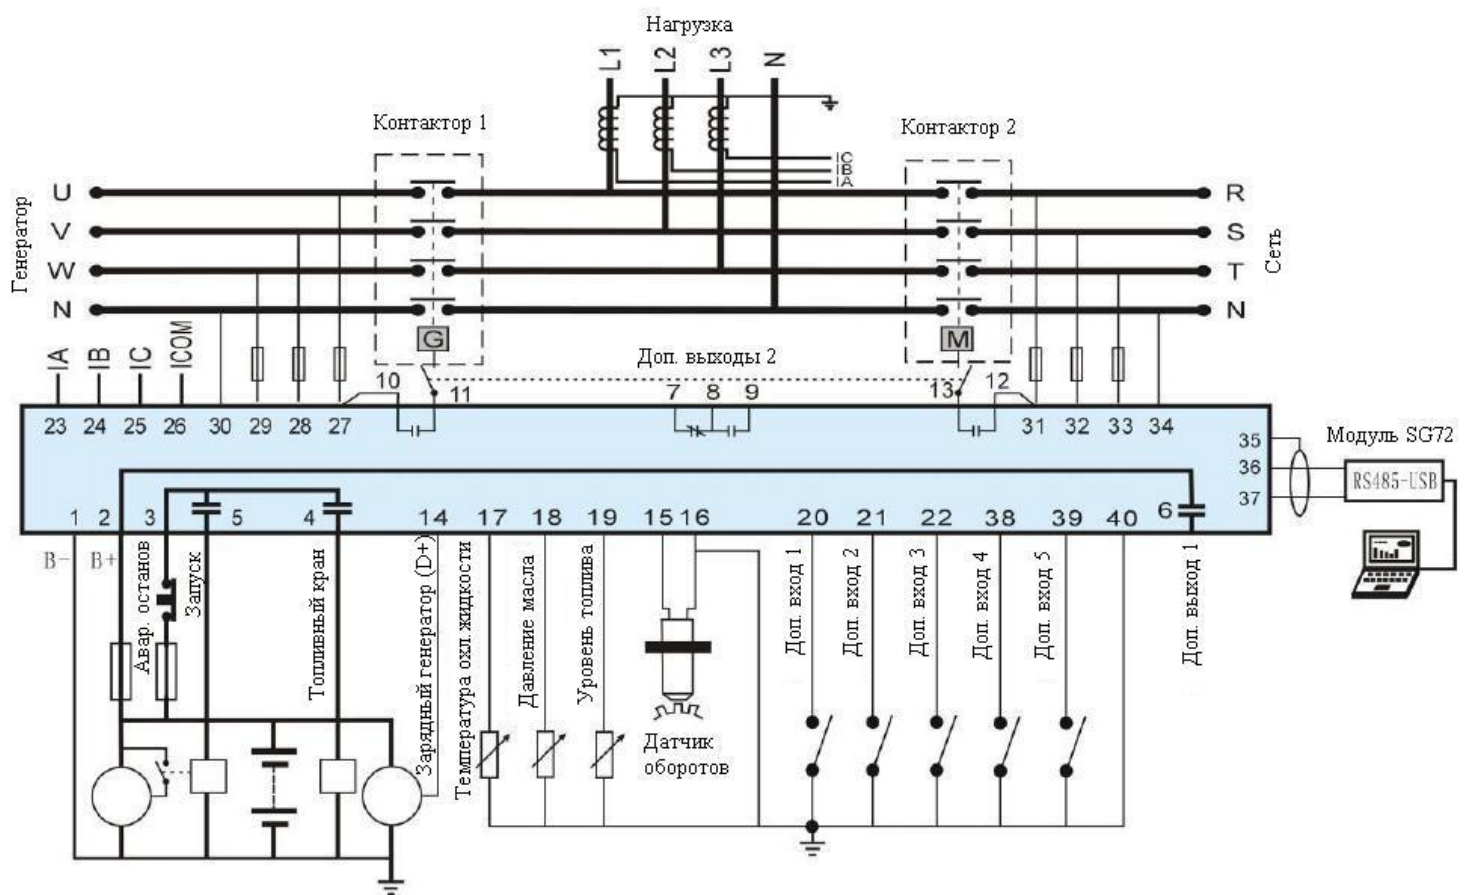 Нагрузка
L1
L2
L3
N
Контактор 1
Контактор 2
IC
IB
IA
Генератор
U
V
W
N
R
S
T
N
Сеть
G
M
IA
IB
IC
ICOM
Доп. выходы 2
10
11
7
8
9
13
12
23
24
25
26
30
29
28
27
31
32
33
34
35
36
37
Модуль SG72
RS485-USB
1
2
3
5
4
14
17
18
19
15
16
20
21
22
38
39
40
6
B-
B+
Авар. останов
Запуск
Топливный кран
Зарядный генератор (D+)
Температура охл. жидкости
Давление масла
Уровень топлива
Датчик
оборотов
Доп. вход 1
Доп. вход 2
Доп. вход 3
Доп. вход 4
Доп. вход 5
Доп. выход 1